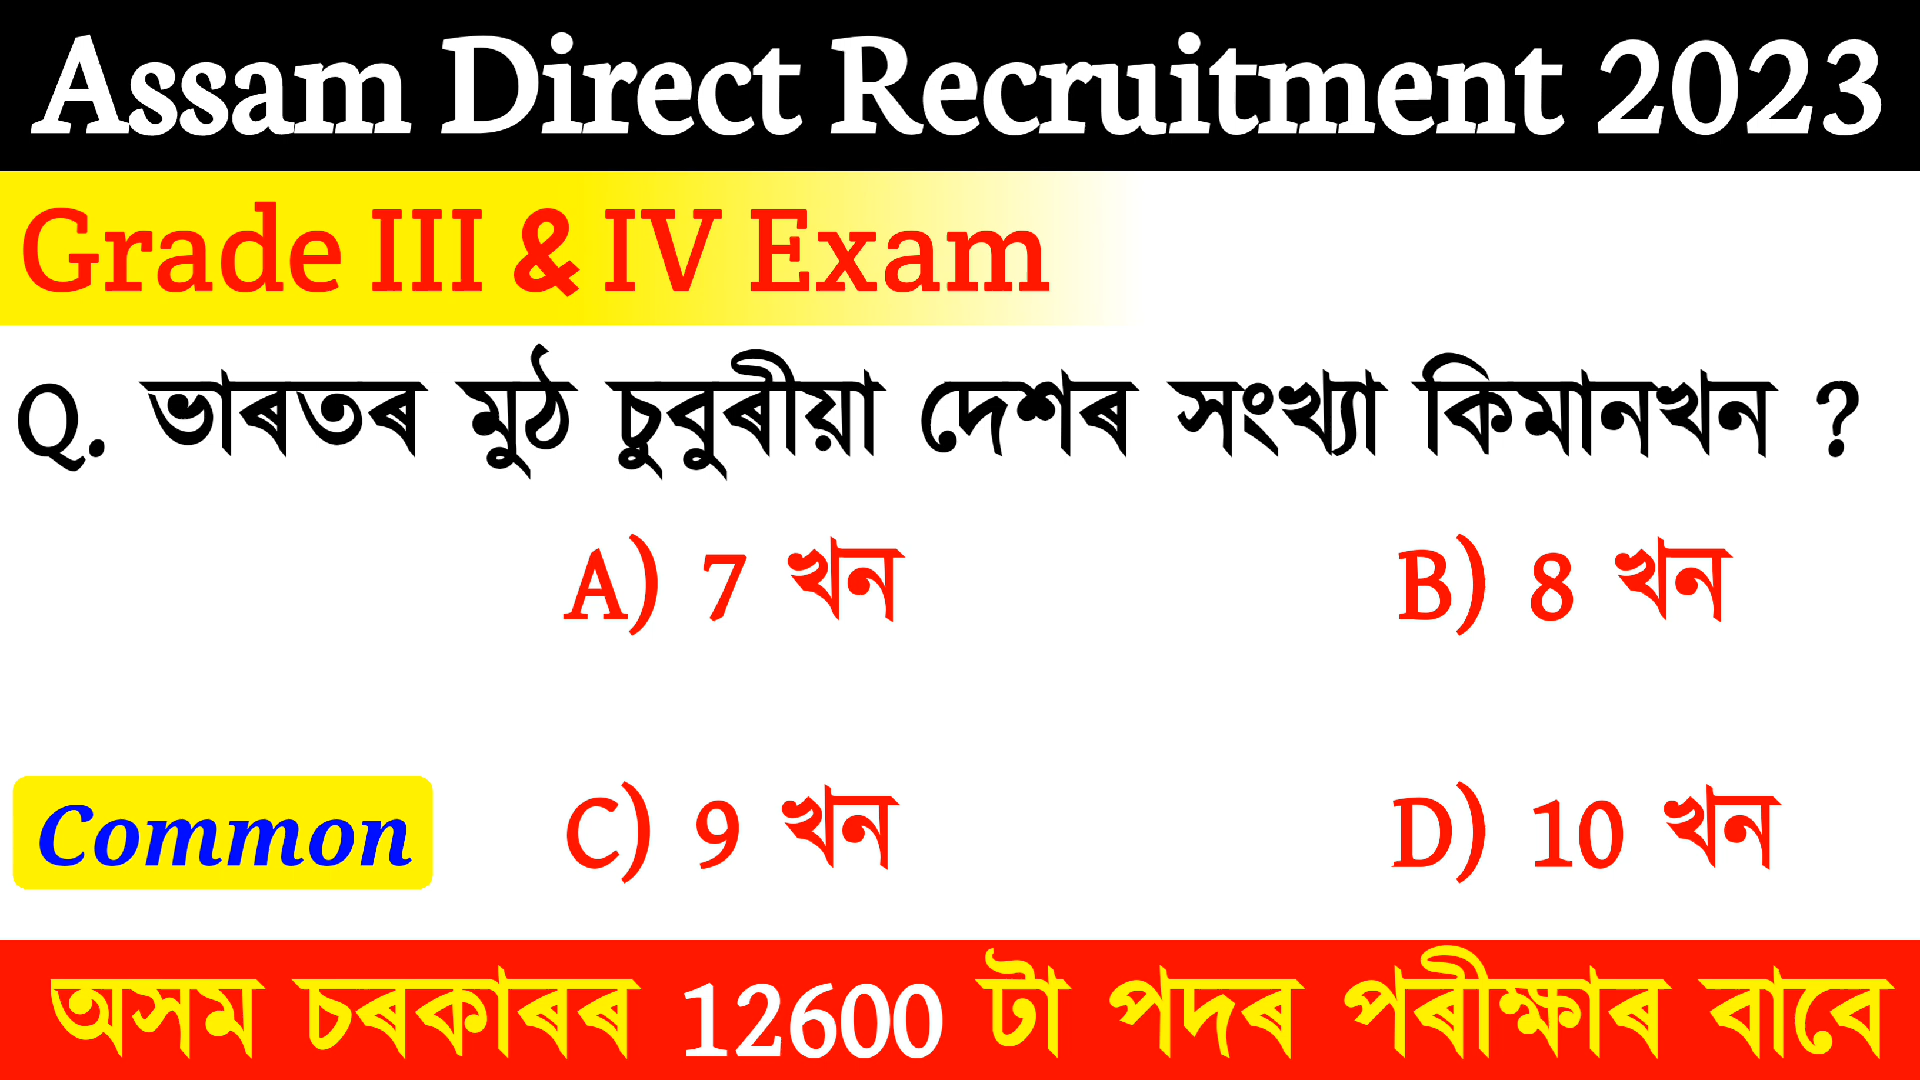 Assam Direct Recruitment 2023
Grade III & IV Exam
Q. ভাৰতৰ মুঠ চুবুৰীয়া দেশৰ সংখ্যা কিমানখন ?
A) 7 খন B) 8 খন
Common C) 9 খন D) 10 খন
অসম চৰকাৰৰ 12600 টা পদৰ পৰীক্ষাৰ বাবে